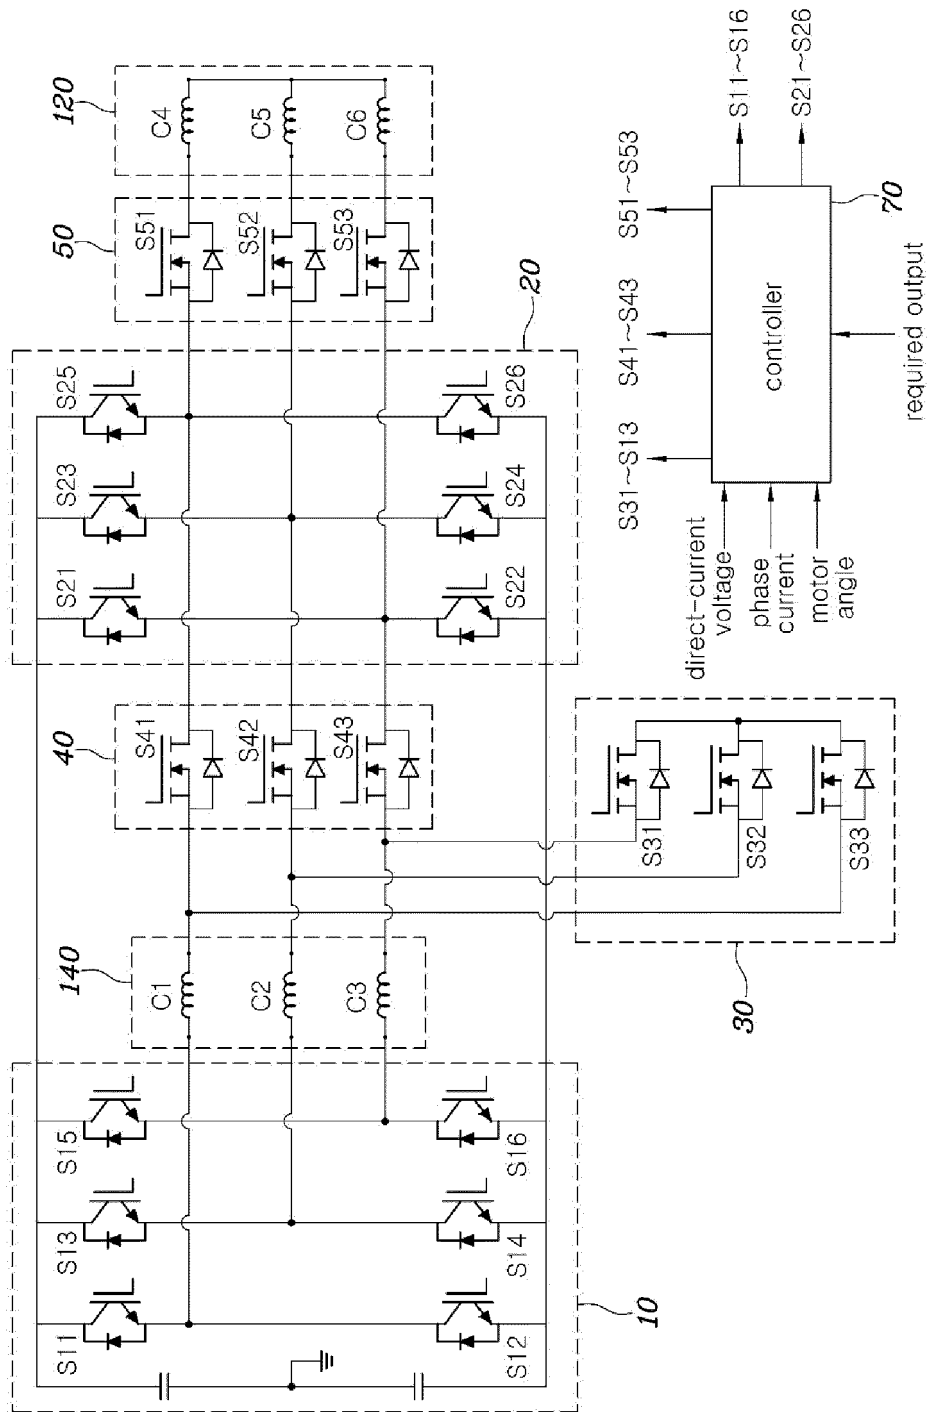 S11
S13
S15
S12
S14
S16
10
140
C1
C2
C3
40
S41
S42
S43
S21
S23
S25
S22
S24
S26
20
50
S51
S52
S53
120
C4
C5
C6
S31
S32
S33
30
S31~S13
S41~S43
S51~S53
direct-current
voltage
phase
current
motor
angle
controller
S11~S16
S21~S26
70
required output